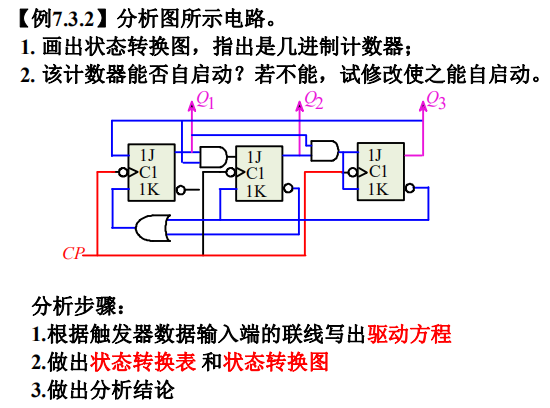 【例7.3.2】分析图所示电路。
1. 画出状态转换图，指出是几进制计数器；
2. 该计数器能否自启动？若不能，试修改使之能自启动。
Q1 Q2 Q3
1J 1J 1J
C1 C1 C1
1K 1K 1K
CP
分析步骤：
1.根据触发器数据输入端的联线写出驱动方程
2.做出状态转换表 和状态转换图
3.做出分析结论